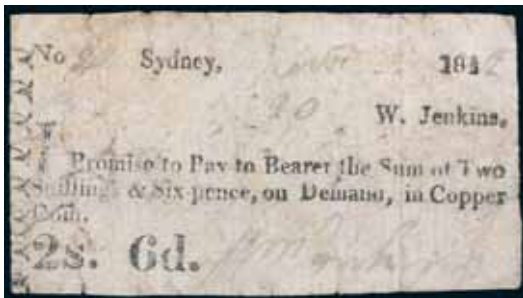 No Sydney, 181
20
W. Jenkins,
I Promise to Pay to Bearer the Sum of Two
Shillings & Six-pence, on Demand, in Copper
Coin.
2s. 6d.